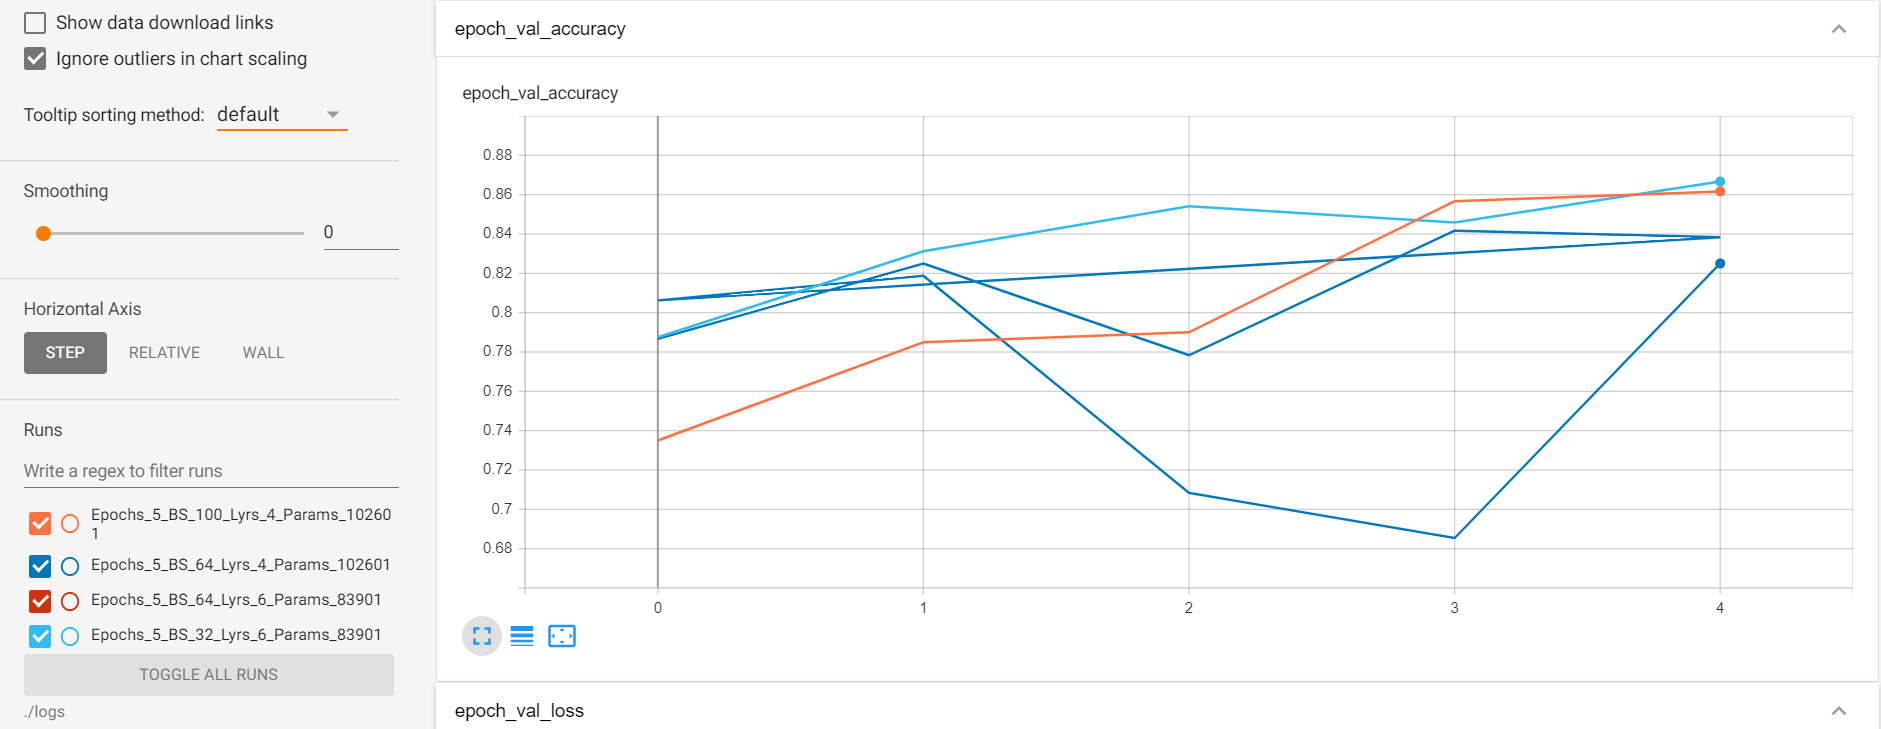 Show data download links
Ignore outliers in chart scaling
Tooltip sorting method: default
Smoothing
0
Horizontal Axis
STEP RELATIVE WALL
Runs
Write a regex to filter runs
Epochs_5_BS_100_Lyrs_4_Params_10260
1
Epochs_5_BS_64_Lyrs_4_Params_102601
Epochs_5_BS_64_Lyrs_6_Params_83901
Epochs_5_BS_32_Lyrs_6_Params_83901
TOGGLE ALL RUNS
./logs
epoch_val_accuracy
epoch_val_accuracy
0.88
0.86
0.84
0.82
0.8
0.78
0.76
0.74
0.72
0.7
0.68
0 1 2 3 4
epoch_val_loss